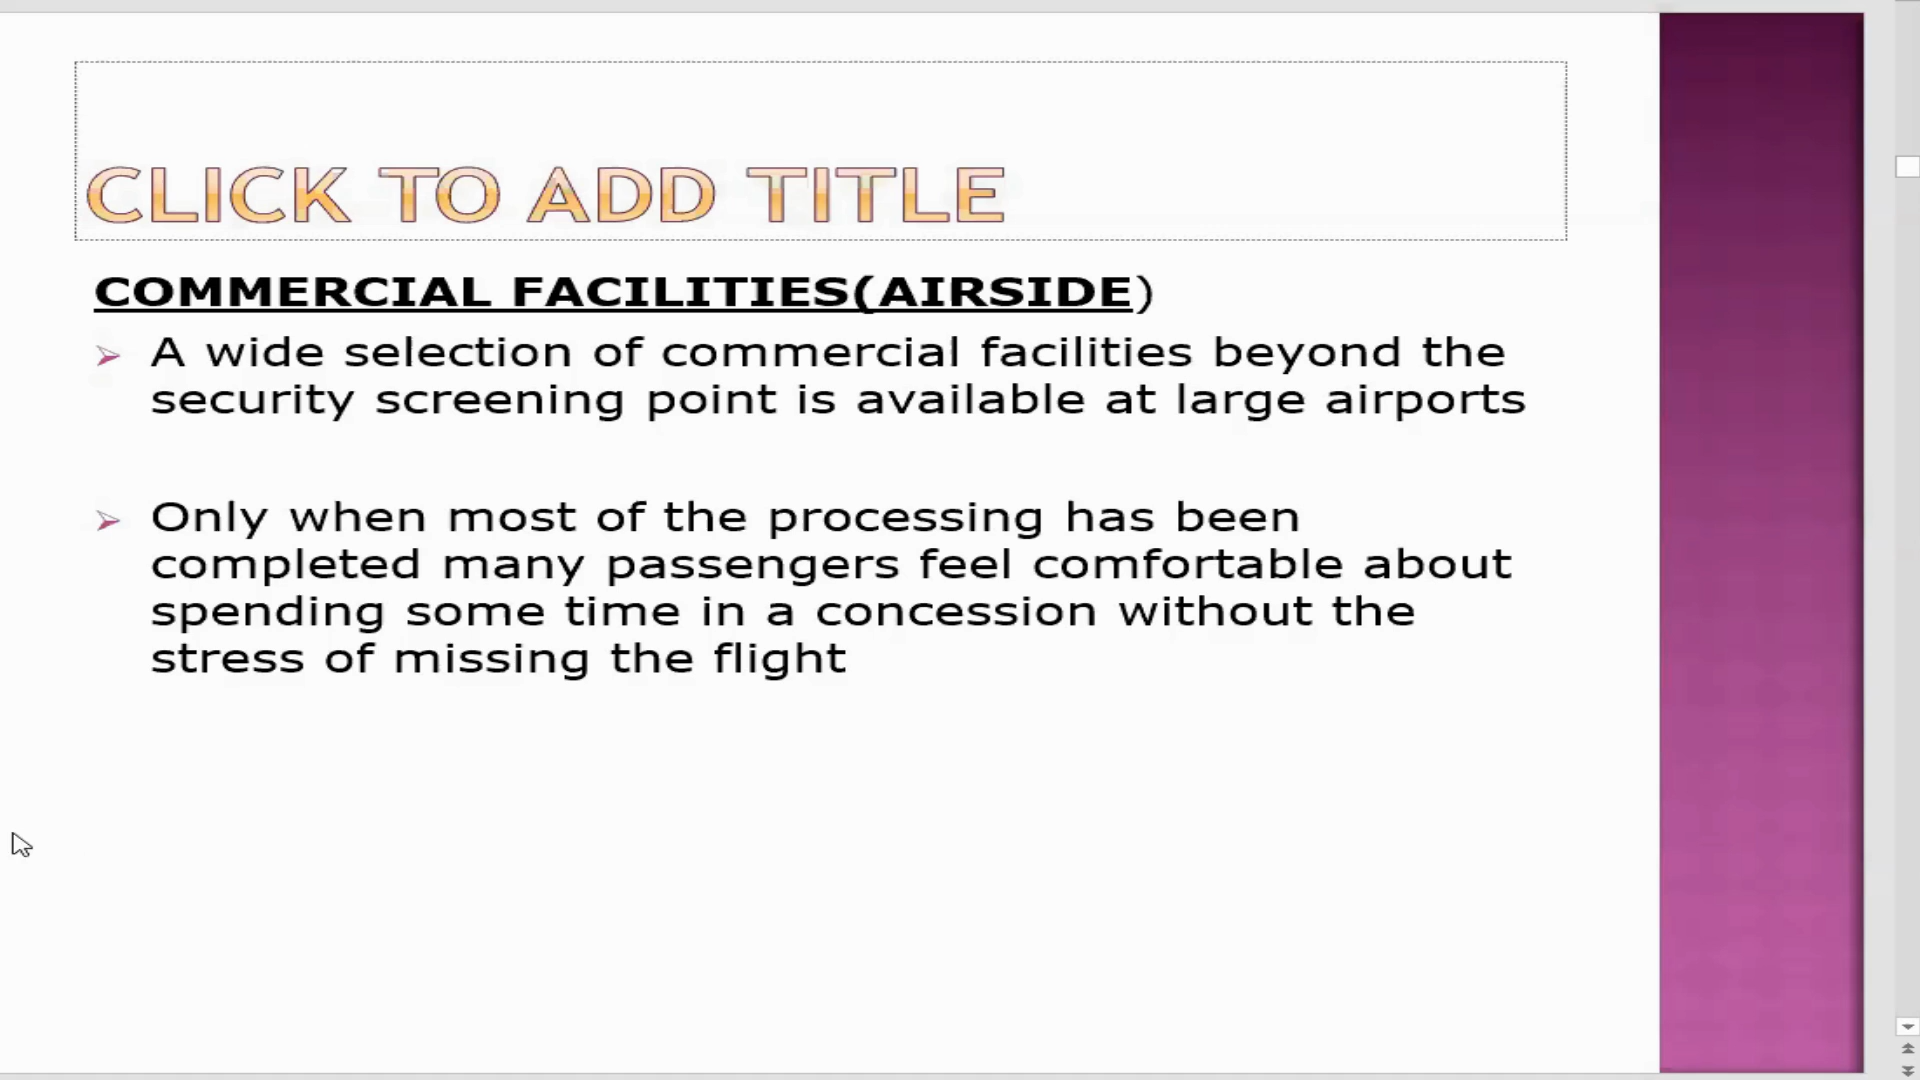 CLICK TO ADD TITLE
COMMERCIAL FACILITIES(AIRSIDE)
A wide selection of commercial facilities beyond the
security screening point is available at large airports
Only when most of the processing has been
completed many passengers feel comfortable about
spending some time in a concession without the
stress of missing the flight